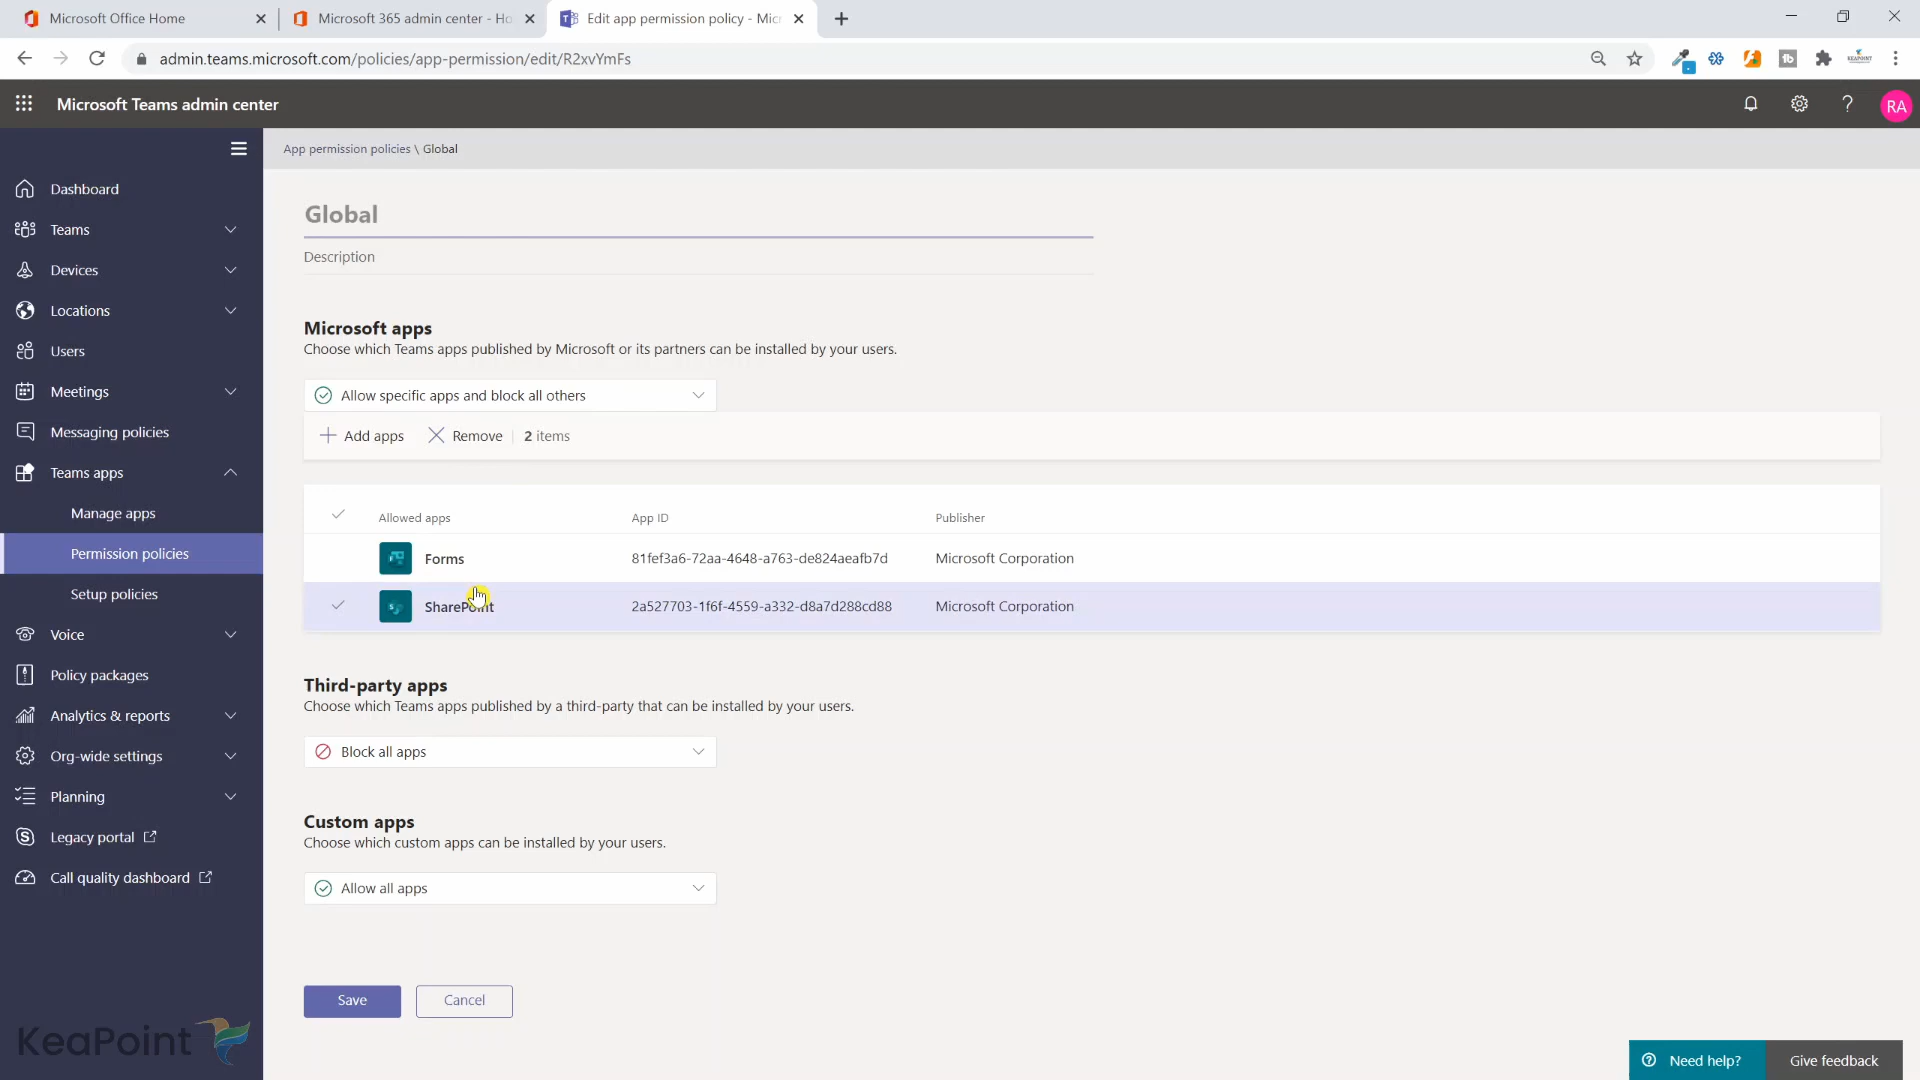 Microsoft Office Home
Microsoft 365 admin center - Ho
Edit app permission policy - Mic
admin.teams.microsoft.com/policies/app-permission/edit/R2xvYmFs
Microsoft Teams admin center
RA
App permission policies \ Global
Dashboard
Teams
Devices
Locations
Users
Meetings
Messaging policies
Teams apps
Manage apps
Permission policies
Setup policies
Voice
Policy packages
Analytics & reports
Org-wide settings
Planning
Legacy portal
Call quality dashboard
KeaPoint
Global
Description
Microsoft apps
Choose which Teams apps published by Microsoft or its partners can be installed by your users.
Allow specific apps and block all others
Add apps Remove 2 items
Allowed apps App ID Publisher
Forms 81fef3a6-72aa-4648-a763-de824aeafb7d Microsoft Corporation
SharePoint 2a527703-1f6f-4559-a332-d8a7d288cd88 Microsoft Corporation
Third-party apps
Choose which Teams apps published by a third-party that can be installed by your users.
Block all apps
Custom apps
Choose which custom apps can be installed by your users.
Allow all apps
Save Cancel
Need help? Give feedback